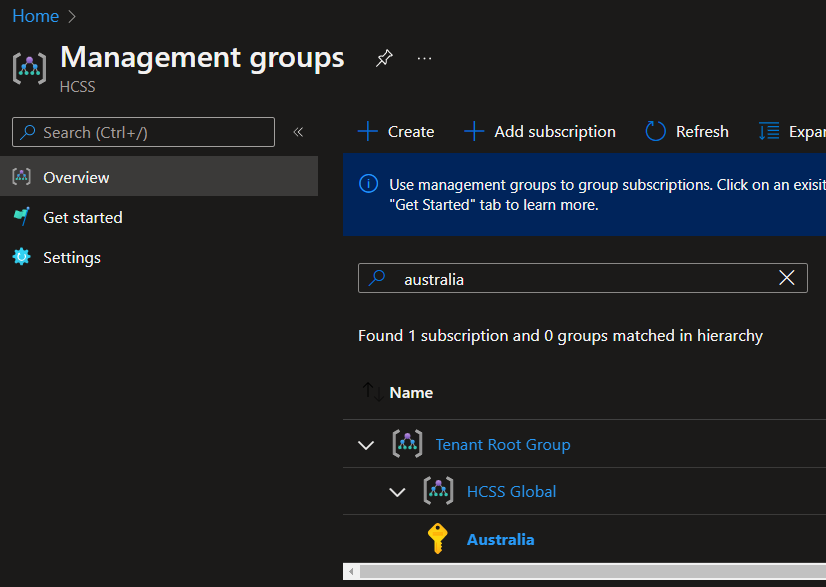 Home
Management groups
HCSS
Search (Ctrl+/)
Overview
Get started
Settings
Create
Add subscription
Refresh
Expan
Use management groups to group subscriptions. Click on an exisit
"Get Started" tab to learn more.
australia
Found 1 subscription and 0 groups matched in hierarchy
Name
Tenant Root Group
HCSS Global
Australia